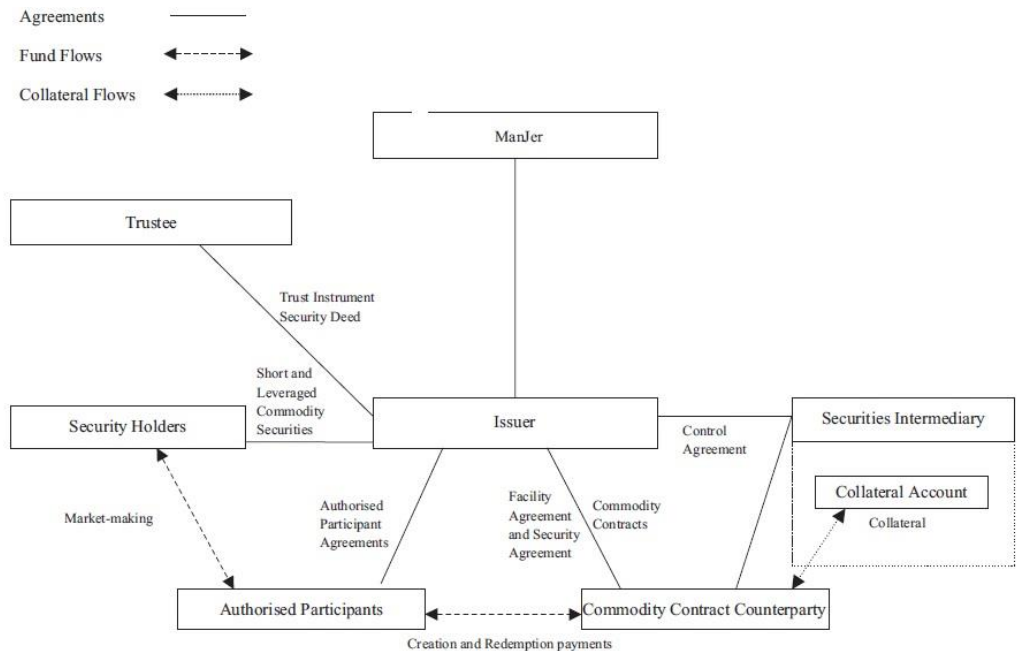 Agreements
Fund Flows
Collateral Flows
ManJer
Trustee
Trust Instrument
Security Deed
Short and
Leveraged
Commodity
Securities
Security Holders
Issuer
Securities Intermediary
Control
Agreement
Collateral Account
Collateral
Market-making
Authorised
Participant
Agreements
Facility
Agreement
and Security
Agreement
Commodity
Contracts
Authorised Participants
Commodity Contract Counterparty
Creation and Redemption payments